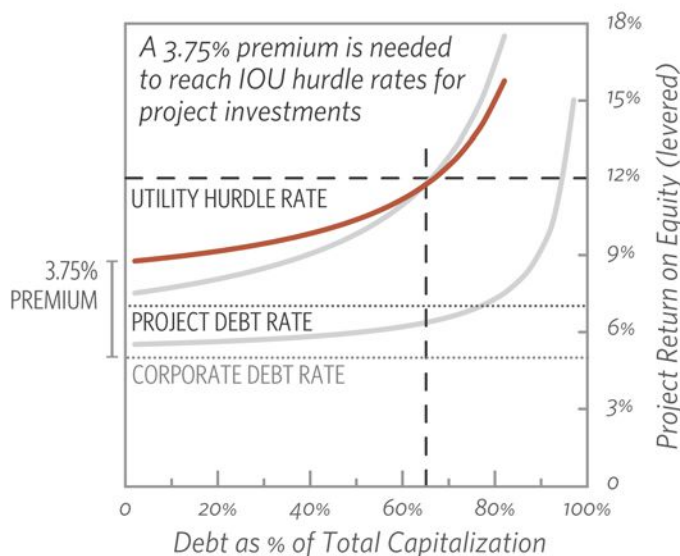 A 3.75% premium is needed
to reach IOU hurdle rates for
project investments
18%
15%
12%
9%
6%
3%
0
Project Return on Equity (levered)
UTILITY HURDLE RATE
3.75%
PREMIUM
PROJECT DEBT RATE
CORPORATE DEBT RATE
0 20% 40% 60% 80% 100%
Debt as % of Total Capitalization